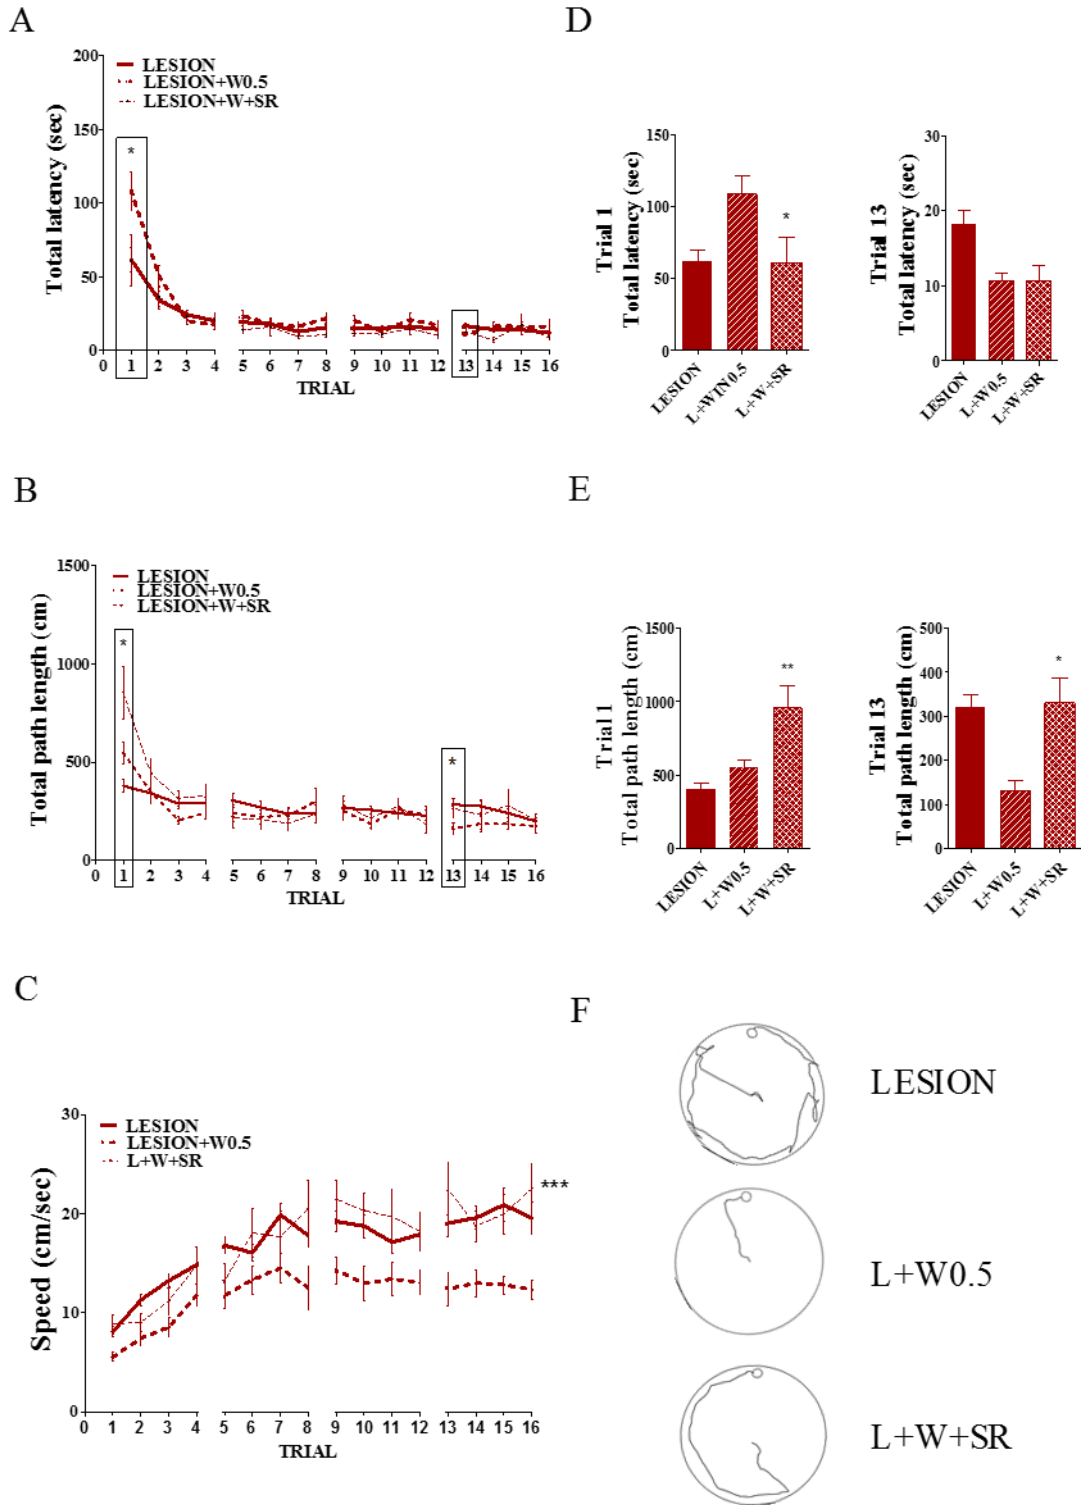 A
200
150
100
50
0
Total latency (sec)
LESION
LESION+W0.5
LESION+W+SR
*
0 1 2 3 4 5 6 7 8 9 10 11 12 13 14 15 16
TRIAL
D
150
100
50
0
Trial 1
Total latency (sec)
*
LESION
L+WIN0.5
L+W+SR
30
20
10
0
Trial 13
Total latency (sec)
LESION
L+W0.5
L+W+SR
B
1500
1000
500
0
Total path length (cm)
LESION
LESION+W0.5
LESION+W+SR
*
*
0 1 2 3 4 5 6 7 8 9 10 11 12 13 14 15 16
TRIAL
E
1500
1000
500
0
Trial 1
Total path length (cm)
**
LESION
L+W0.5
L+W+SR
500
400
300
200
100
0
Trial 13
Total path length (cm)
*
LESION
L+W0.5
L+W+SR
C
30
20
10
0
Speed (cm/sec)
LESION
LESION+W0.5
L+W+SR
***
0 1 2 3 4 5 6 7 8 9 10 11 12 13 14 15 16
TRIAL
F
LESION
L+W0.5
L+W+SR